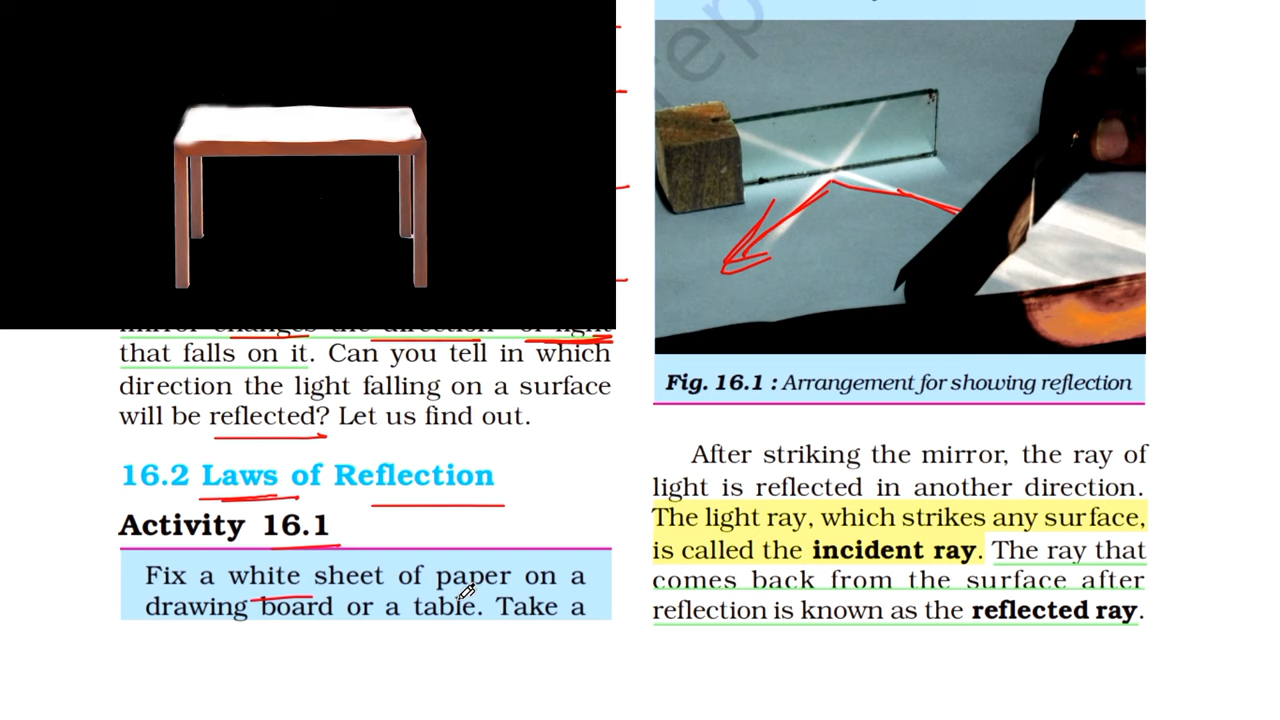 mirror changes the direction of light
that falls on it. Can you tell in which
direction the light falling on a surface
will be reflected? Let us find out.
16.2 Laws of Reflection
Activity 16.1
Fix a white sheet of paper on a
drawing board or a table. Take a
rep
Fig. 16.1 : Arrangement for showing reflection
After striking the mirror, the ray of
light is reflected in another direction.
The light ray, which strikes any surface,
is called the incident ray. The ray that
comes back from the surface after
reflection is known as the reflected ray.